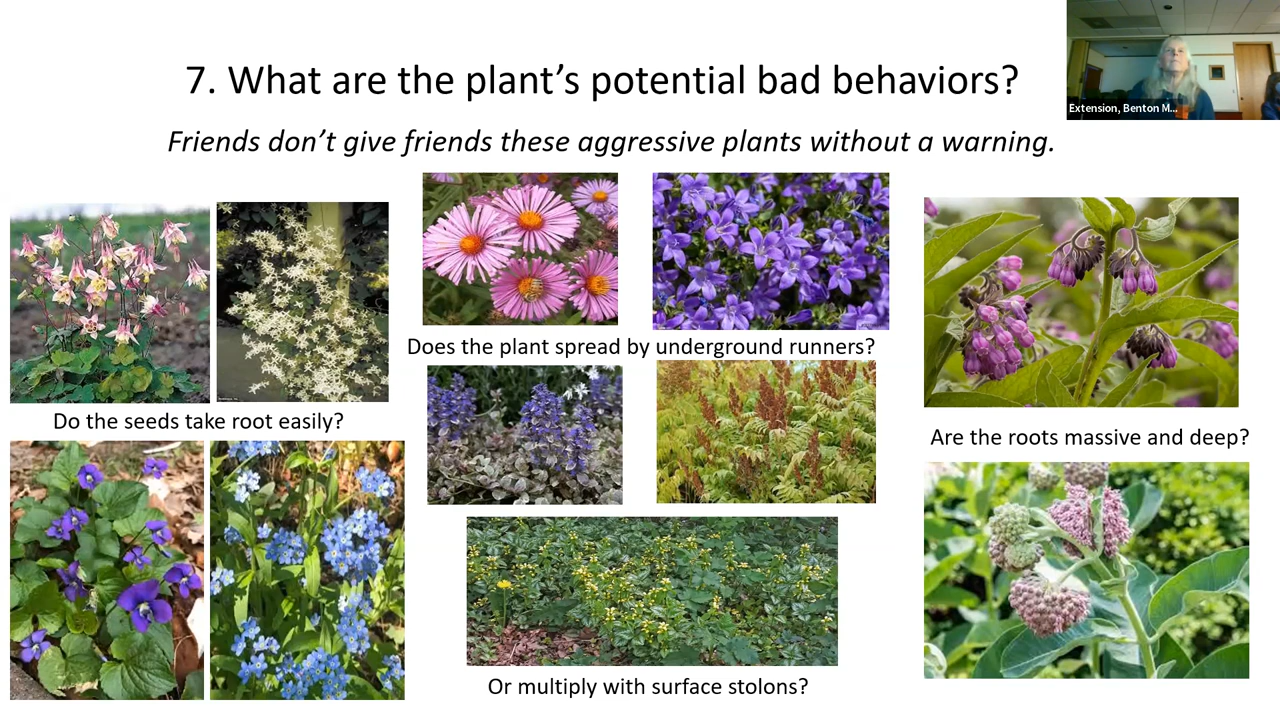 7. What are the plant’s potential bad behaviors?
Extension, Benton M...
Friends don’t give friends these aggressive plants without a warning.
Does the plant spread by underground runners?
Do the seeds take root easily?
Are the roots massive and deep?
Or multiply with surface stolons?